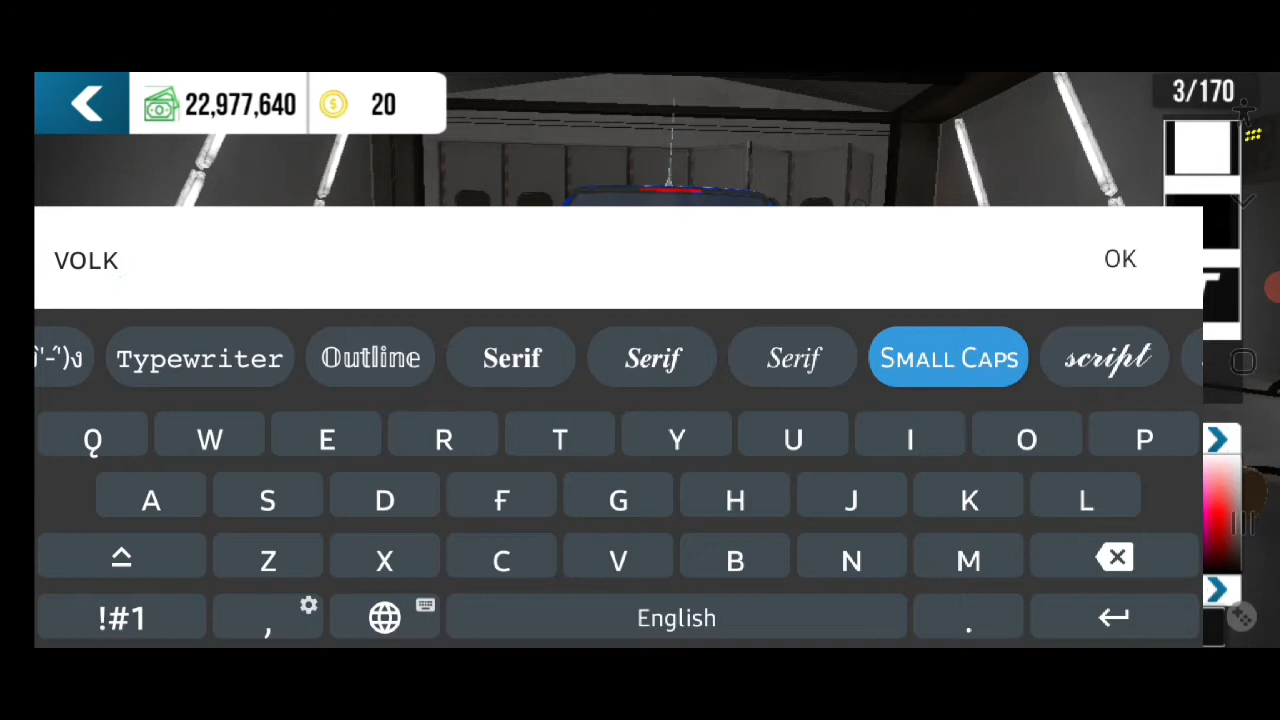 22,977,640 20 3/170
VOLK OK
Typewriter Outline Serif Serif Serif SMALL CAPS script
Q W E R T Y U I O P
A S D F G H J K L
Z X C V B N M
!#1 , English .